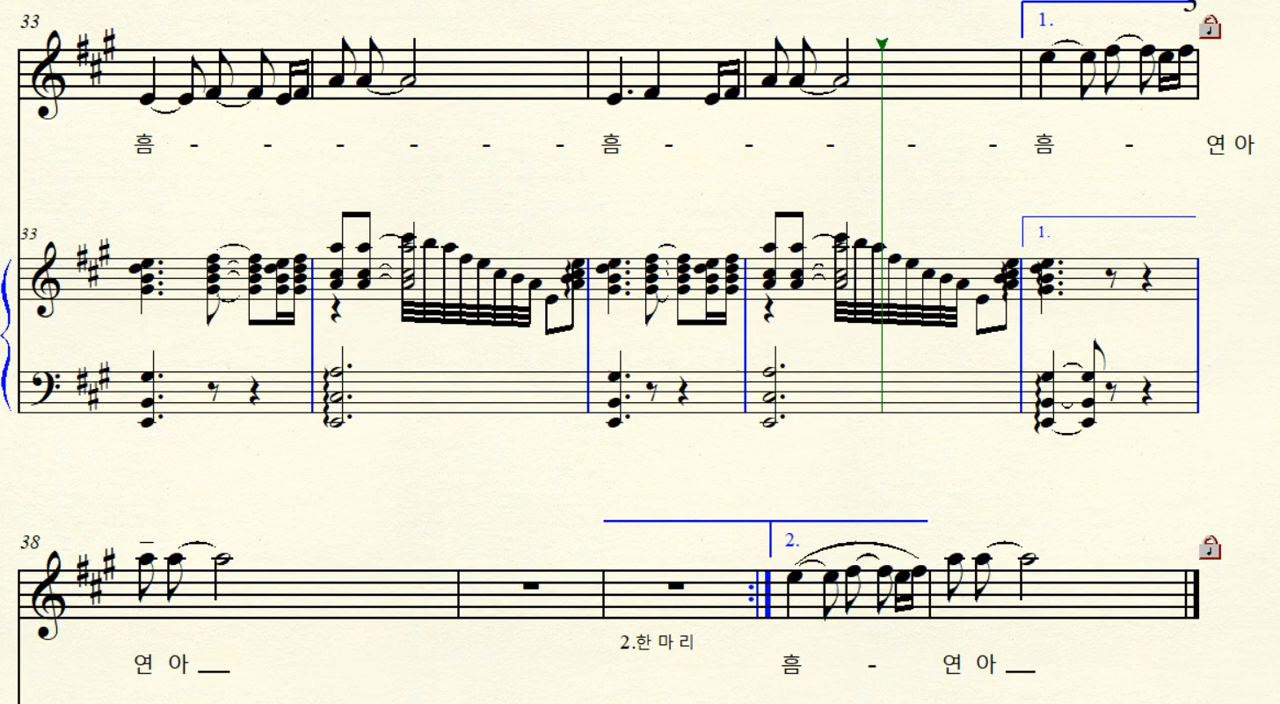 33
1.
흠 - - - - - - 흠 - - - - - 흠 - 연 아
33
1.
38
2.
2.한 마 리
연 아 흠 - 연 아